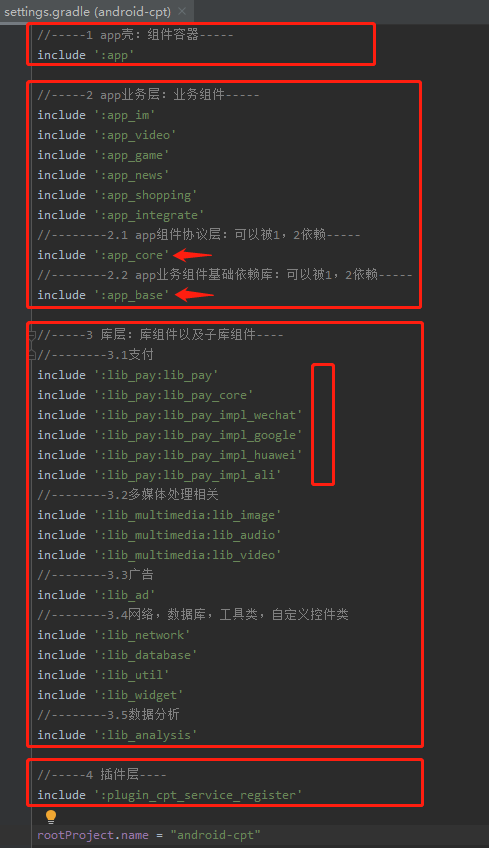 settings.gradle (android-cpt)
//-----1 app壳: 组件容器-----
include ':app'
//-----2 app业务层: 业务组件-----
include ':app_im'
include ':app_video'
include ':app_game'
include ':app_news'
include ':app_shopping'
include ':app_integrate'
//--------2.1 app组件协议层: 可以被1, 2依赖-----
include ':app_core'
//--------2.2 app业务组件基础依赖库: 可以被1, 2依赖-----
include ':app_base'
//-----3 库层: 库组件以及子库组件----
//--------3.1支付
include ':lib_pay:lib_pay'
include ':lib_pay:lib_pay_core'
include ':lib_pay:lib_pay_impl_wechat'
include ':lib_pay:lib_pay_impl_google'
include ':lib_pay:lib_pay_impl_huawei'
include ':lib_pay:lib_pay_impl_ali'
//--------3.2多媒体处理相关
include ':lib_multimedia:lib_image'
include ':lib_multimedia:lib_audio'
include ':lib_multimedia:lib_video'
//--------3.3广告
include ':lib_ad'
//--------3.4网络, 数据库, 工具类, 自定义控件类
include ':lib_network'
include ':lib_database'
include ':lib_util'
include ':lib_widget'
//--------3.5数据分析
include ':lib_analysis'
//-----4 插件层----
include ':plugin_cpt_service_register'
rootProject.name = "android-cpt"